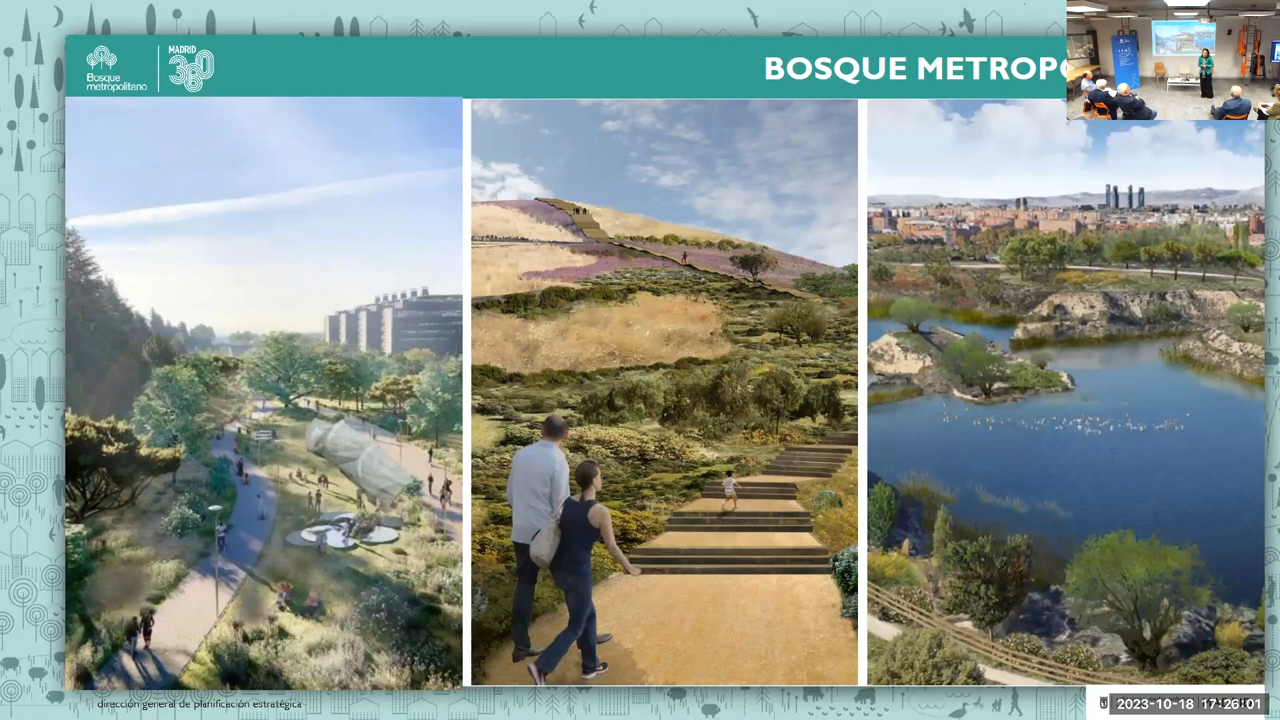 Bosque
metropolitano
MADRID
360
BOSQUE METROPO
dirección general de planificación estratégica
2023-10-18 17:26:01